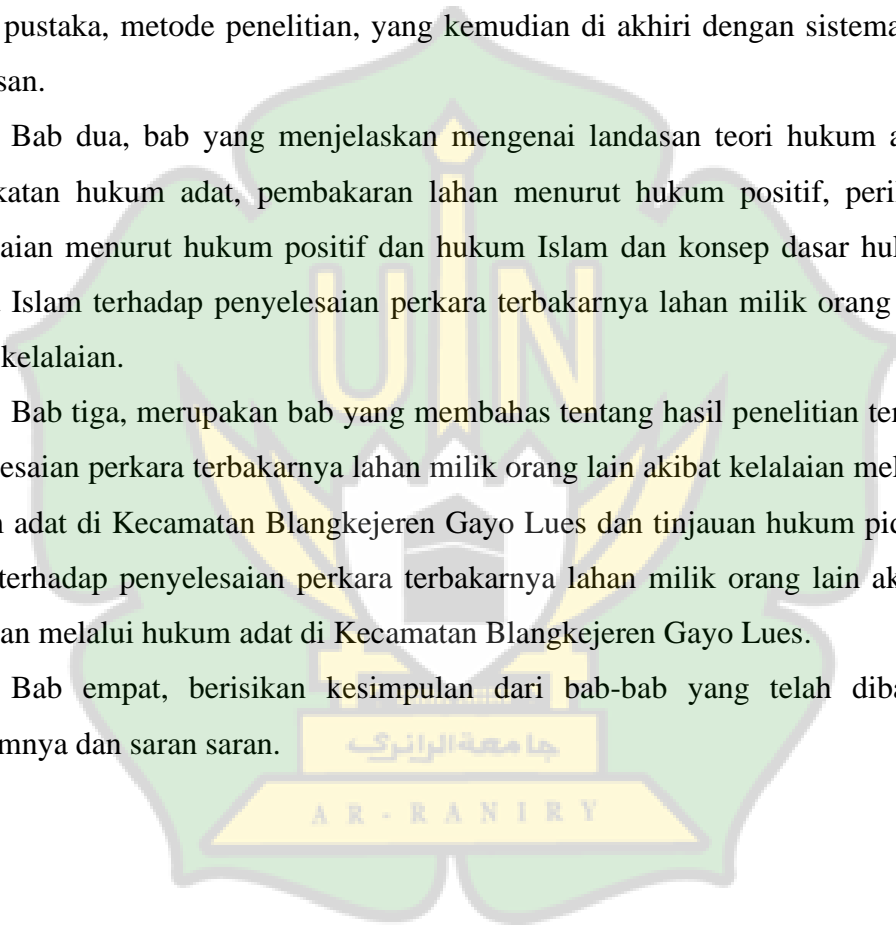 pustaka, metode penelitian, yang kemudian di akhiri dengan sistema
san.
Bab dua, bab yang menjelaskan mengenai landasan teori hukum a
katan hukum adat, pembakaran lahan menurut hukum positif, peri
aian menurut hukum positif dan hukum Islam dan konsep dasar hul
Islam terhadap penyelesaian perkara terbakarnya lahan milik orang
kelalaian.
Bab tiga, merupakan bab yang membahas tentang hasil penelitian ter
esaian perkara terbakarnya lahan milik orang lain akibat kelalaian mel
n adat di Kecamatan Blangkejeren Gayo Lues dan tinjauan hukum pid
terhadap penyelesaian perkara terbakarnya lahan milik orang lain ak
an melalui hukum adat di Kecamatan Blangkejeren Gayo Lues.
Bab empat, berisikan kesimpulan dari bab-bab yang telah diba
mnya dan saran saran.
UIN
جامعة الرانري
AR-RANIRY